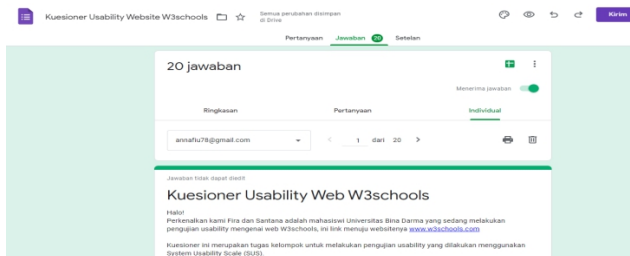 Kuesioner Usability Website W3schools
Semua perubahan disimpan
di Drive
Kirim
Pertanyaan Jawaban 20 Setelan
20 jawaban
Menerima jawaban
Ringkasan Pertanyaan Individual
annafiu78@gmail.com 1 dari 20
Jawaban tidak dapat diedit
Kuesioner Usability Web W3schools
Halo!
Perkenalkan kami Fira dan Santana adalah mahasiswi Universitas Bina Darma yang sedang melakukan
pengujian usability mengenai web W3schools, ini link menuju websitenya www.w3schools.com
Kuesioner ini merupakan tugas kelompok untuk melakukan pengujian usability yang dilakukan menggunakan
System Usability Scale (SUS).